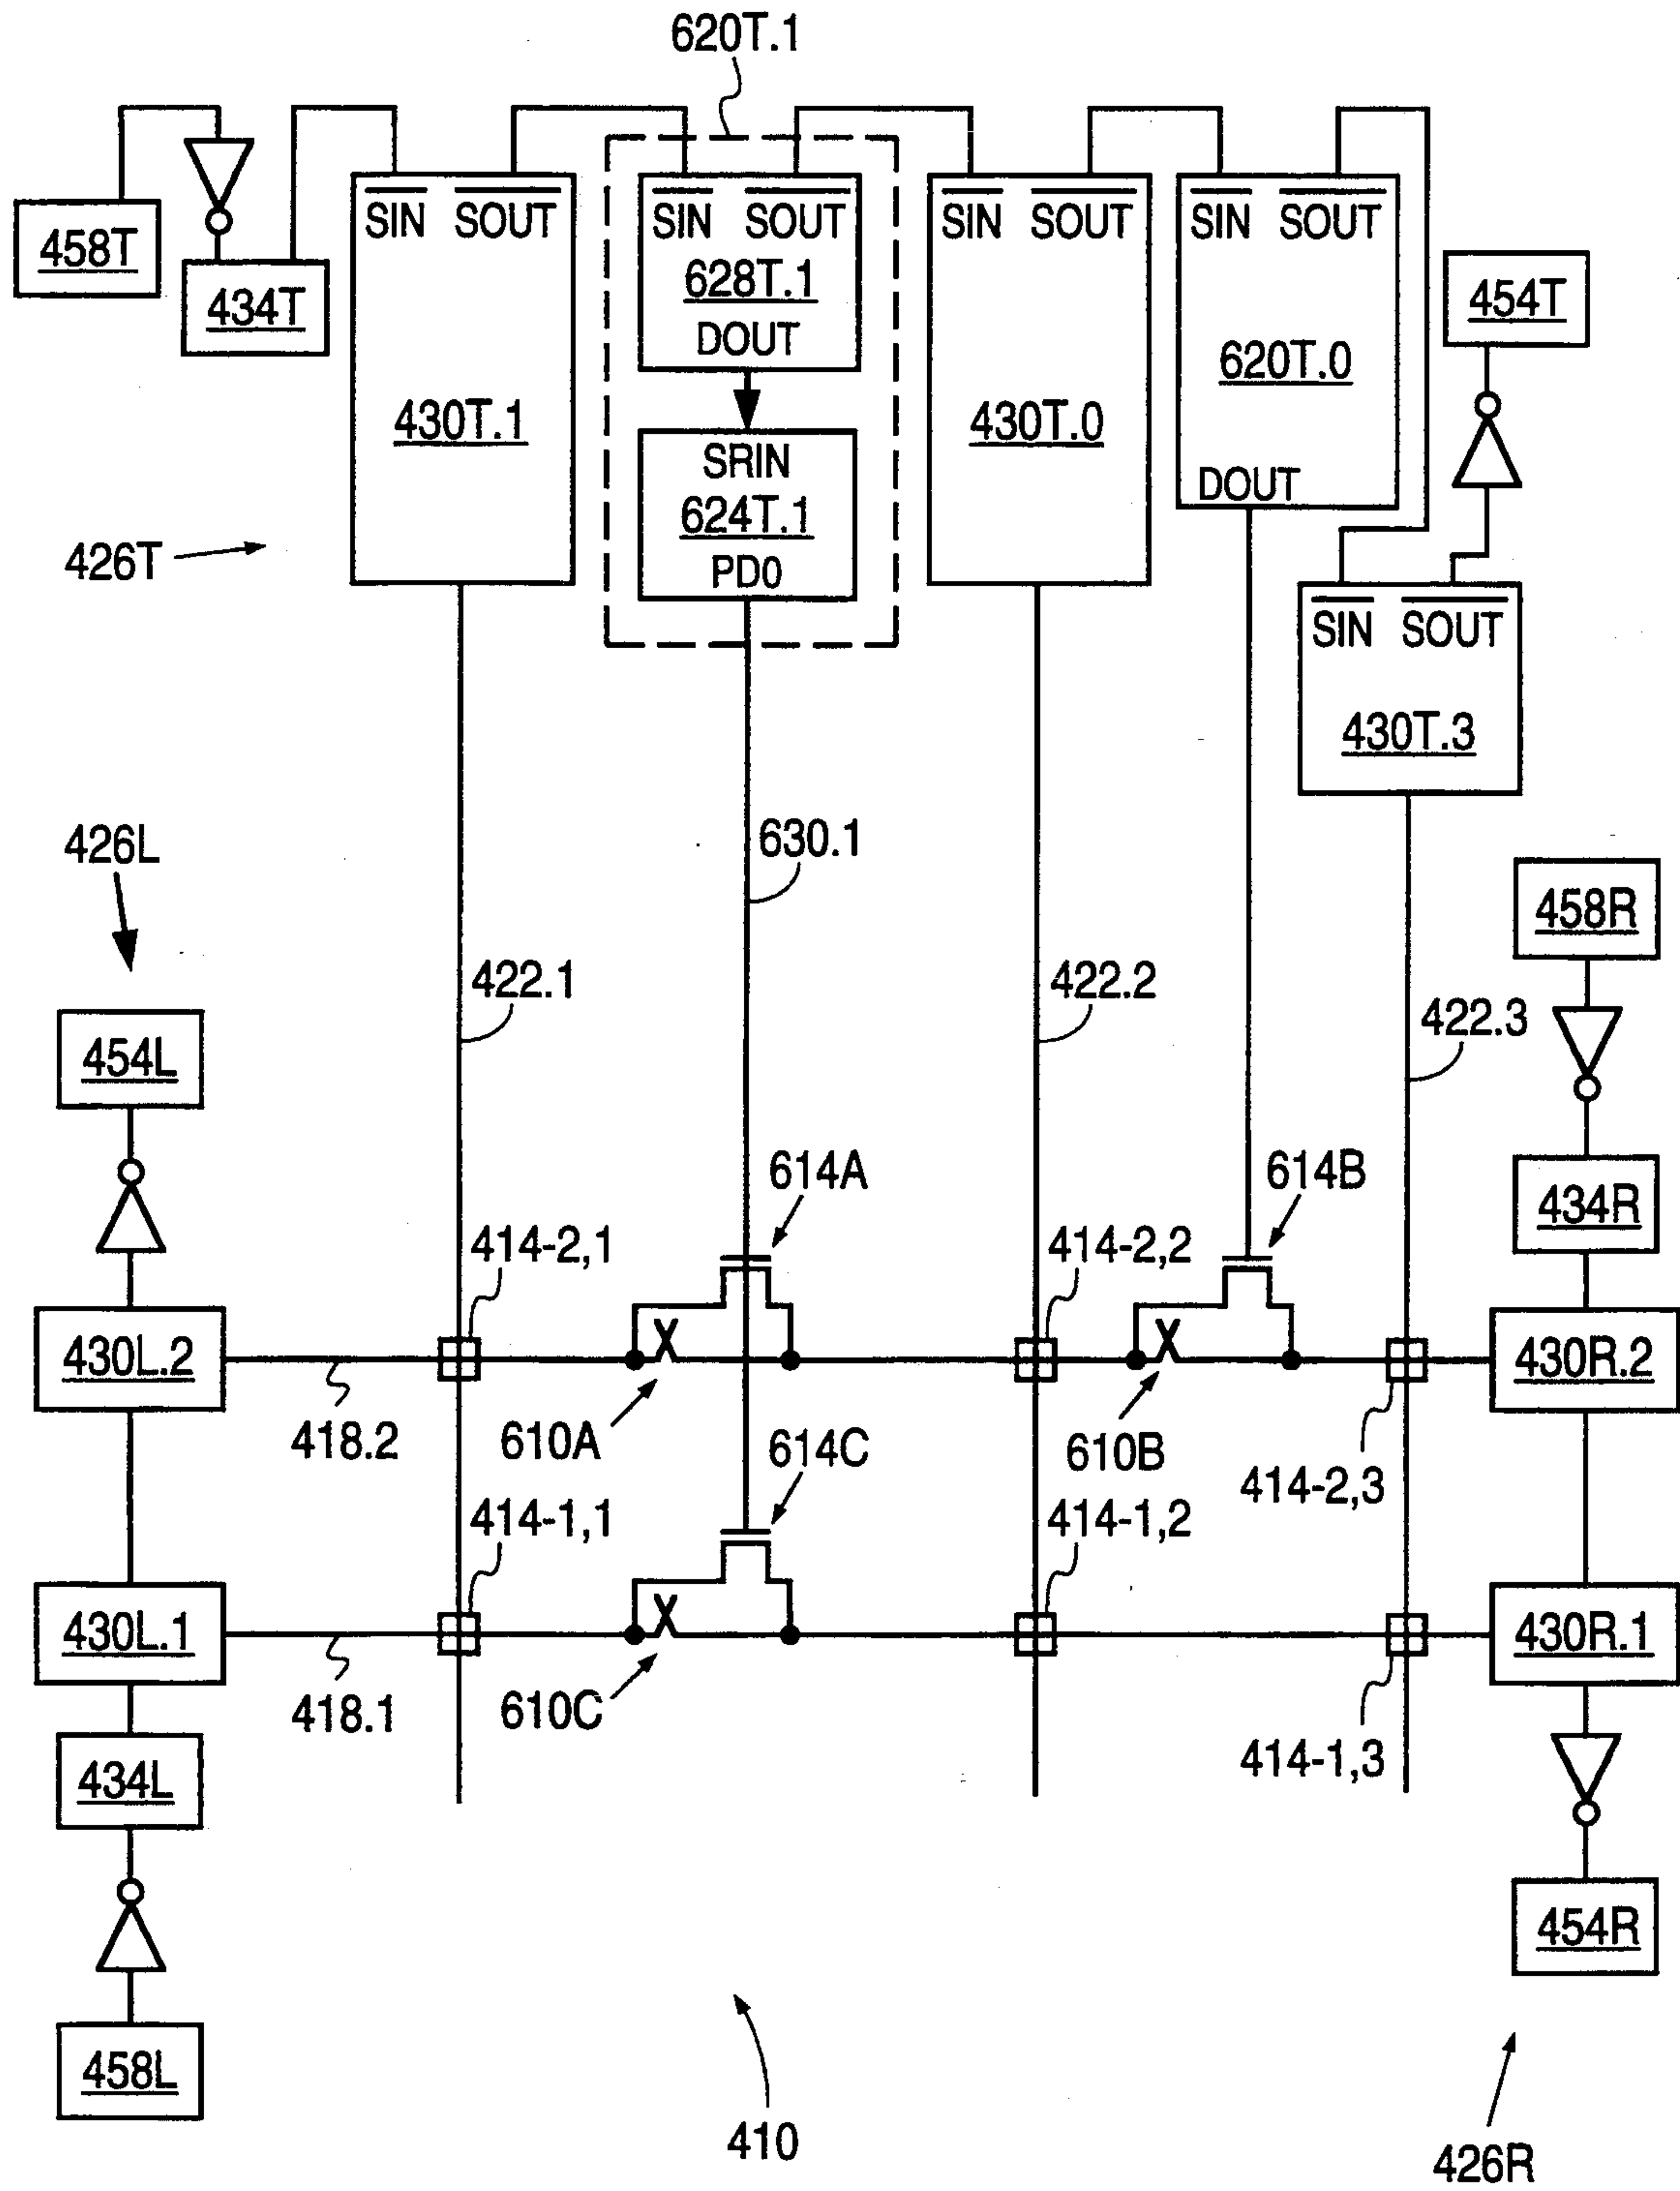 620T.1
SIN SOUT
SIN SOUT
SIN SOUT
SIN SOUT
458T
434T
628T.1
DOUT
454T
430T.1
430T.0
620T.0
SRIN
624T.1
PD0
DOUT
426T
SIN SOUT
430T.3
630.1
426L
458R
422.1
422.2
422.3
454L
614A
614B
434R
414-2,1
414-2,2
430L.2
430R.2
418.2
610A
610B
614C
414-2,3
414-1,1
414-1,2
430L.1
430R.1
418.1
610C
414-1,3
434L
454R
458L
410
426R